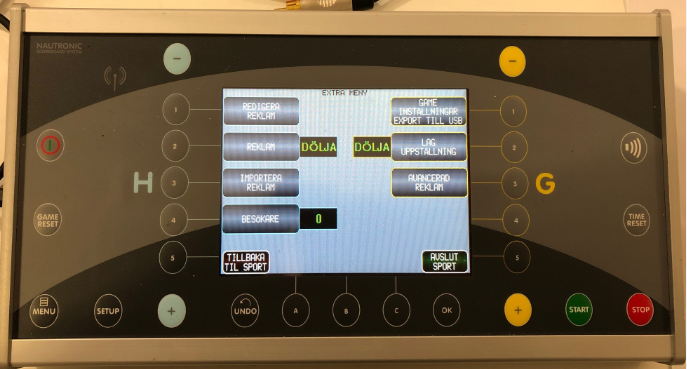 NAUTRONIC
−
−
EXTRA MENY
1
REDIGERA
REKLAM
GAME
INSTÄLLNINGAR
EXPORT TILL USB
1
2
REKLAM
DÖLJA
DÖLJA
LAG
UPPSTÄLLNING
2
H
3
IMPORTERA
REKLAM
AVANCERAD
REKLAM
3
G
GAME
RESET
4
BESÖKARE
0
4
TIME
RESET
5
TILLBAKA
TIL SPORT
AVSLUT
SPORT
5
MENU
SETUP
+
UNDO
A
B
C
OK
+
START
STOP